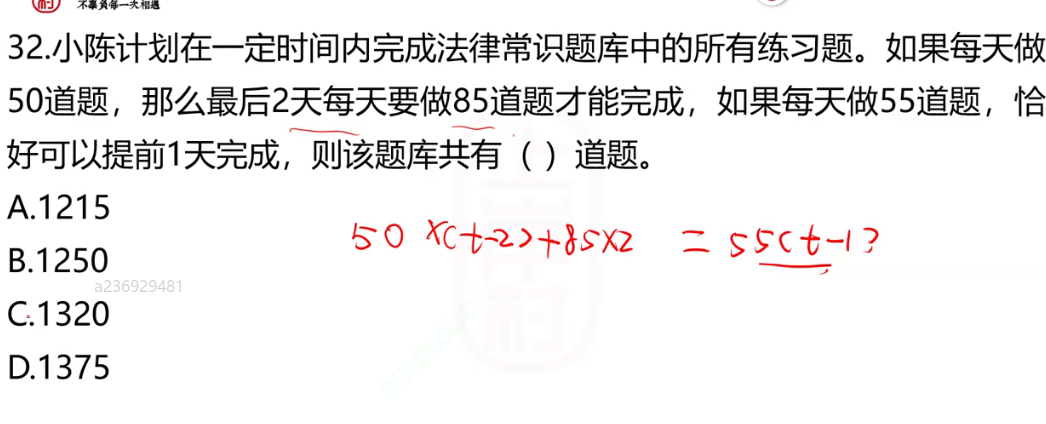 不辜負每一次相遇
32.小陈计划在一定时间内完成法律常识题库中的所有练习题。如果每天做
50道题，那么最后2天每天要做85道题才能完成，如果每天做55道题，恰
好可以提前1天完成，则该题库共有（ ）道题。
A.1215
50×(t-2)+85×2 = 55(t-1)
B.1250
a236929481
C.1320
D.1375